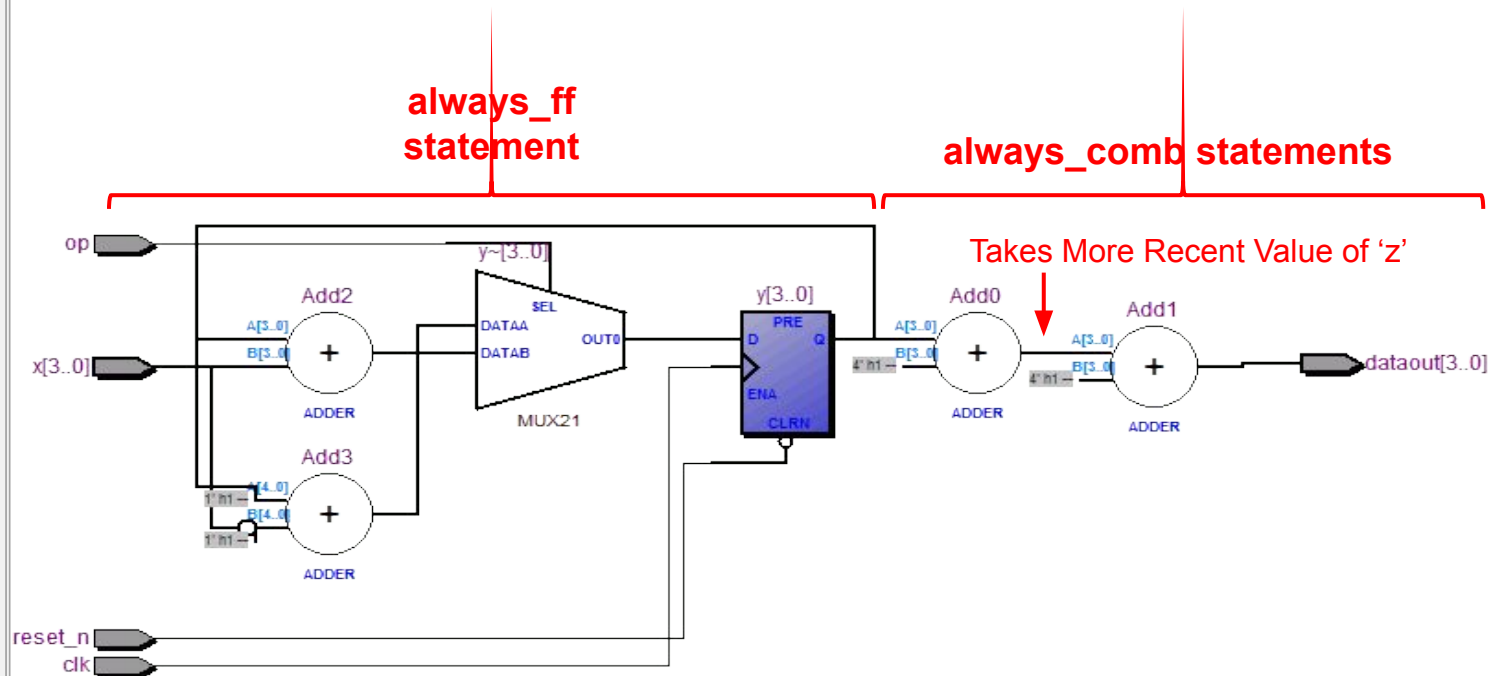 always_ff
statement
always_comb statements
Takes More Recent Value of ‘z’
op
y~[3..0]
SEL
DATAA
DATAB
OUT0
MUX21
Add2
A[3..0]
B[3..0]
+
ADDER
x[3..0]
Add3
1' h1 --
A[4..0]
B[4..0]
1' h1 --
+
ADDER
y[3..0]
PRE
D
Q
ENA
CLRN
Add0
A[3..0]
B[3..0]
4' h1 --
+
ADDER
Add1
A[3..0]
B[3..0]
4' h1 --
+
ADDER
dataout[3..0]
reset_n
clk